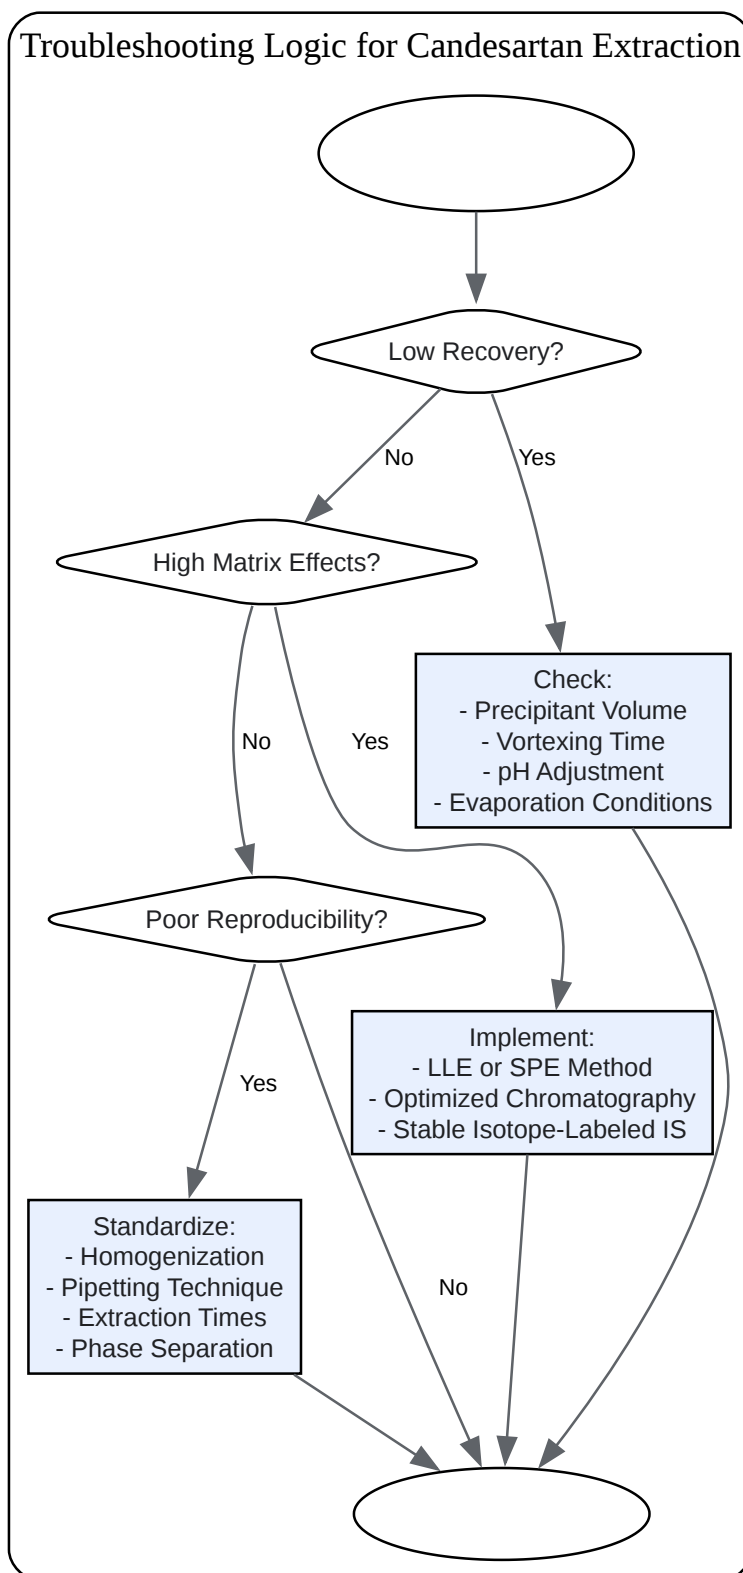 Troubleshooting Logic for Candesartan Extraction
Low Recovery?
No
Yes
High Matrix Effects?
Check:
- Precipitant Volume
- Vortexing Time
- pH Adjustment
- Evaporation Conditions
No
Yes
Poor Reproducibility?
Implement:
- LLE or SPE Method
- Optimized Chromatography
- Stable Isotope-Labeled IS
Yes
Standardize:
- Homogenization
- Pipetting Technique
- Extraction Times
- Phase Separation
No